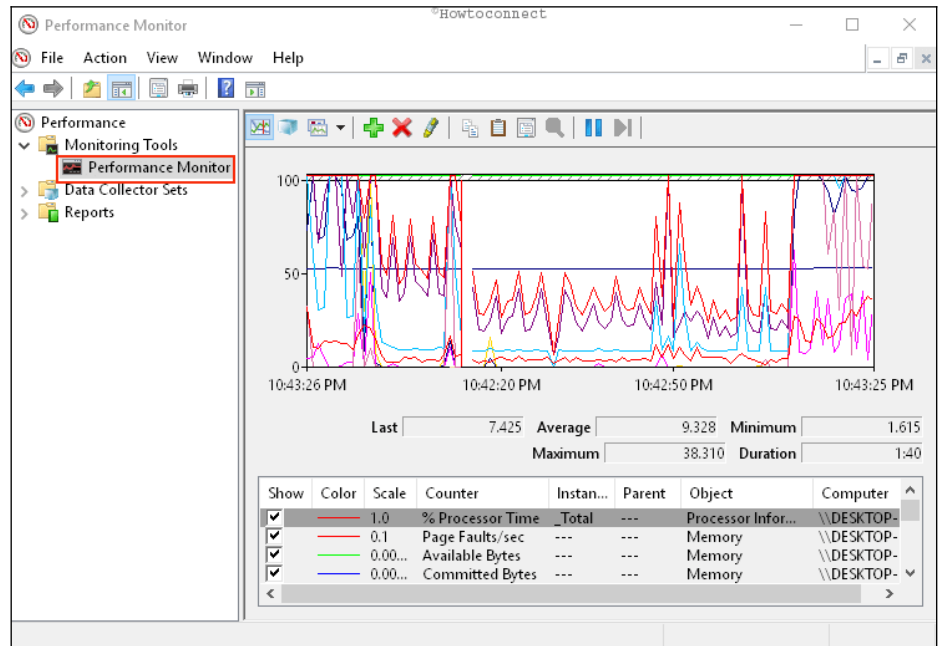 ©Howtoconnect
Performance Monitor
File Action View Window Help
Performance
Monitoring Tools
Performance Monitor
Data Collector Sets
Reports
100
50
0
10:43:26 PM 10:42:20 PM 10:42:50 PM 10:43:25 PM
Last 7.425 Average 9.328 Minimum 1.615
Maximum 38.310 Duration 1:40
Show Color Scale Counter Instan... Parent Object Computer
1.0 % Processor Time _Total --- Processor Infor... \\DESKTOP-
0.1 Page Faults/sec --- --- Memory \\DESKTOP-
0.00... Available Bytes --- --- Memory \\DESKTOP-
0.00... Committed Bytes --- --- Memory \\DESKTOP-